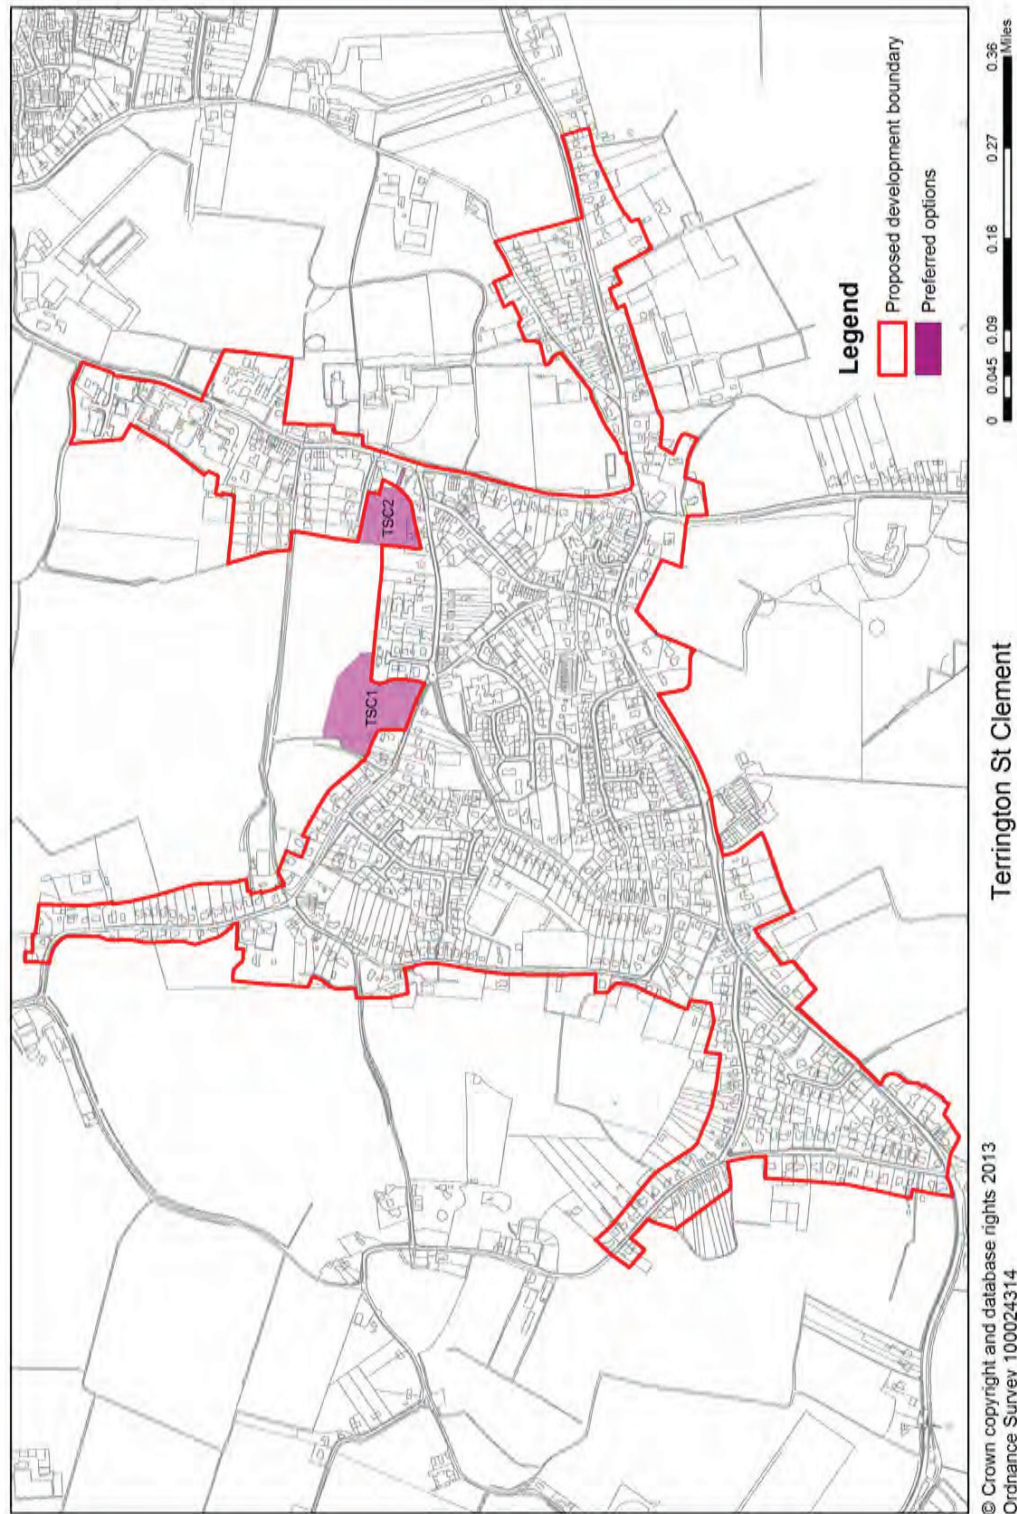 TSC1
TSC2
Legend
Proposed development boundary
Preferred options
0 0.045 0.09 0.18 0.27 0.36
Miles
Terrington St Clement
© Crown copyright and database rights 2013
Ordnance Survey 100024314